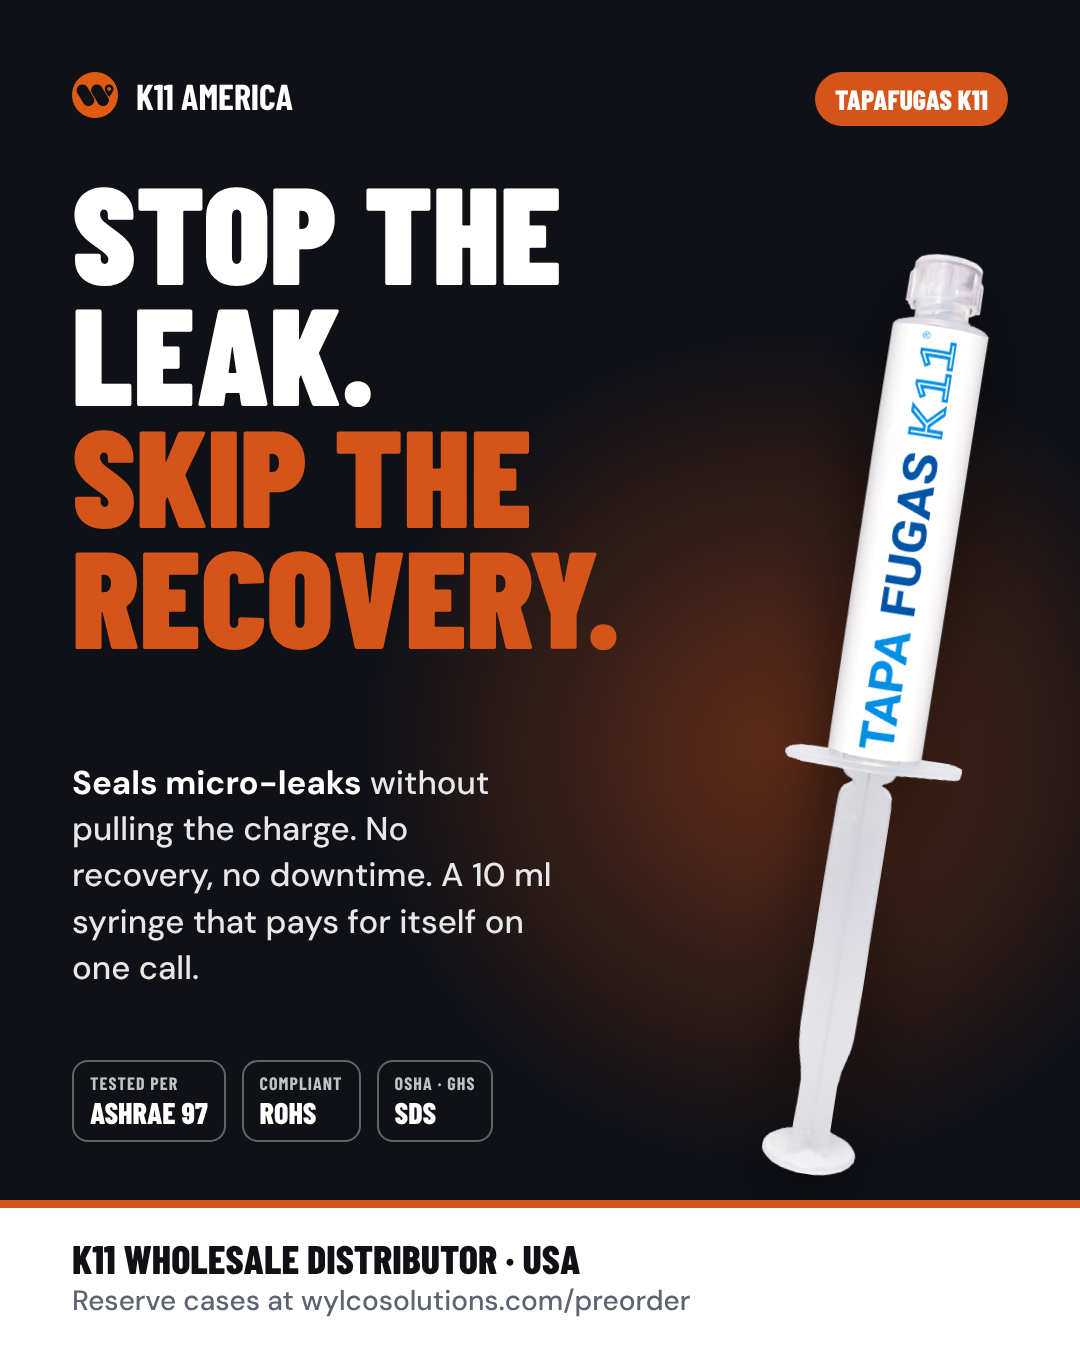 K11 AMERICA
TAPAFUGAS K11
STOP THE
LEAK.
SKIP THE
RECOVERY.
TAPA FUGAS K11®
Seals micro-leaks without
pulling the charge. No
recovery, no downtime. A 10 ml
syringe that pays for itself on
one call.
TESTED PER
ASHRAE 97
COMPLIANT
ROHS
OSHA · GHS
SDS
K11 WHOLESALE DISTRIBUTOR · USA
Reserve cases at wylcosolutions.com/preorder